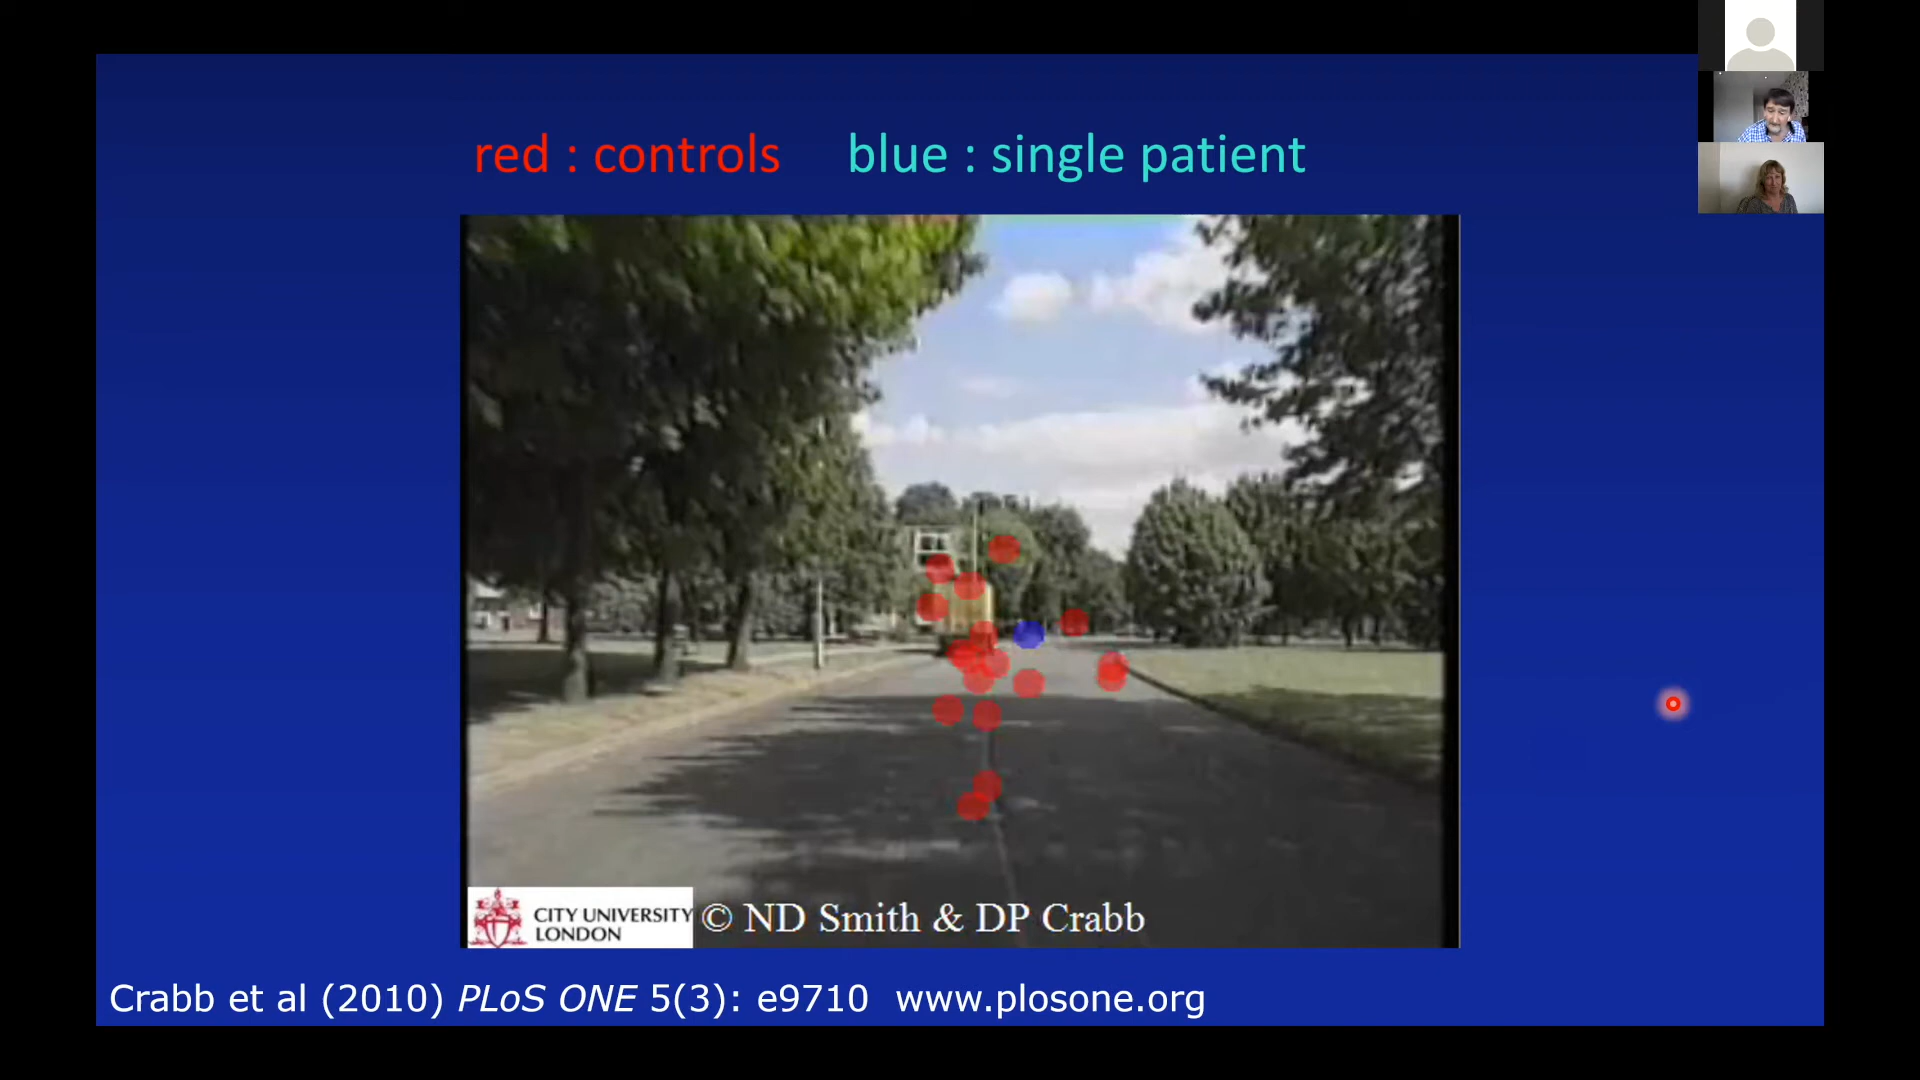 red : controls blue : single patient
CITY UNIVERSITY
LONDON
© ND Smith & DP Crabb
Crabb et al (2010) PLoS ONE 5(3): e9710 www.plosone.org